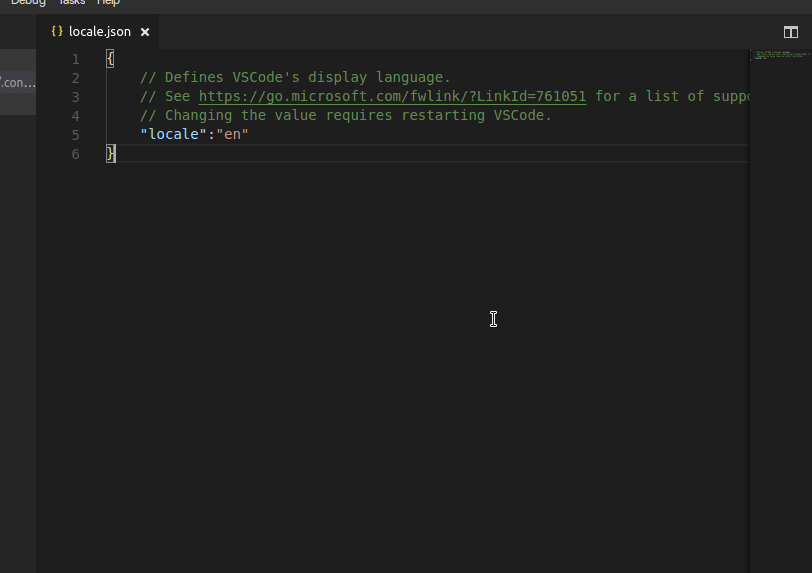 Debug Tasks Help
{ } locale.json ×
/.con...
1 {
2 // Defines VSCode's display language.
3 // See https://go.microsoft.com/fwlink/?LinkId=761051 for a list of suppo
4 // Changing the value requires restarting VSCode.
5 "locale":"en"
6 }